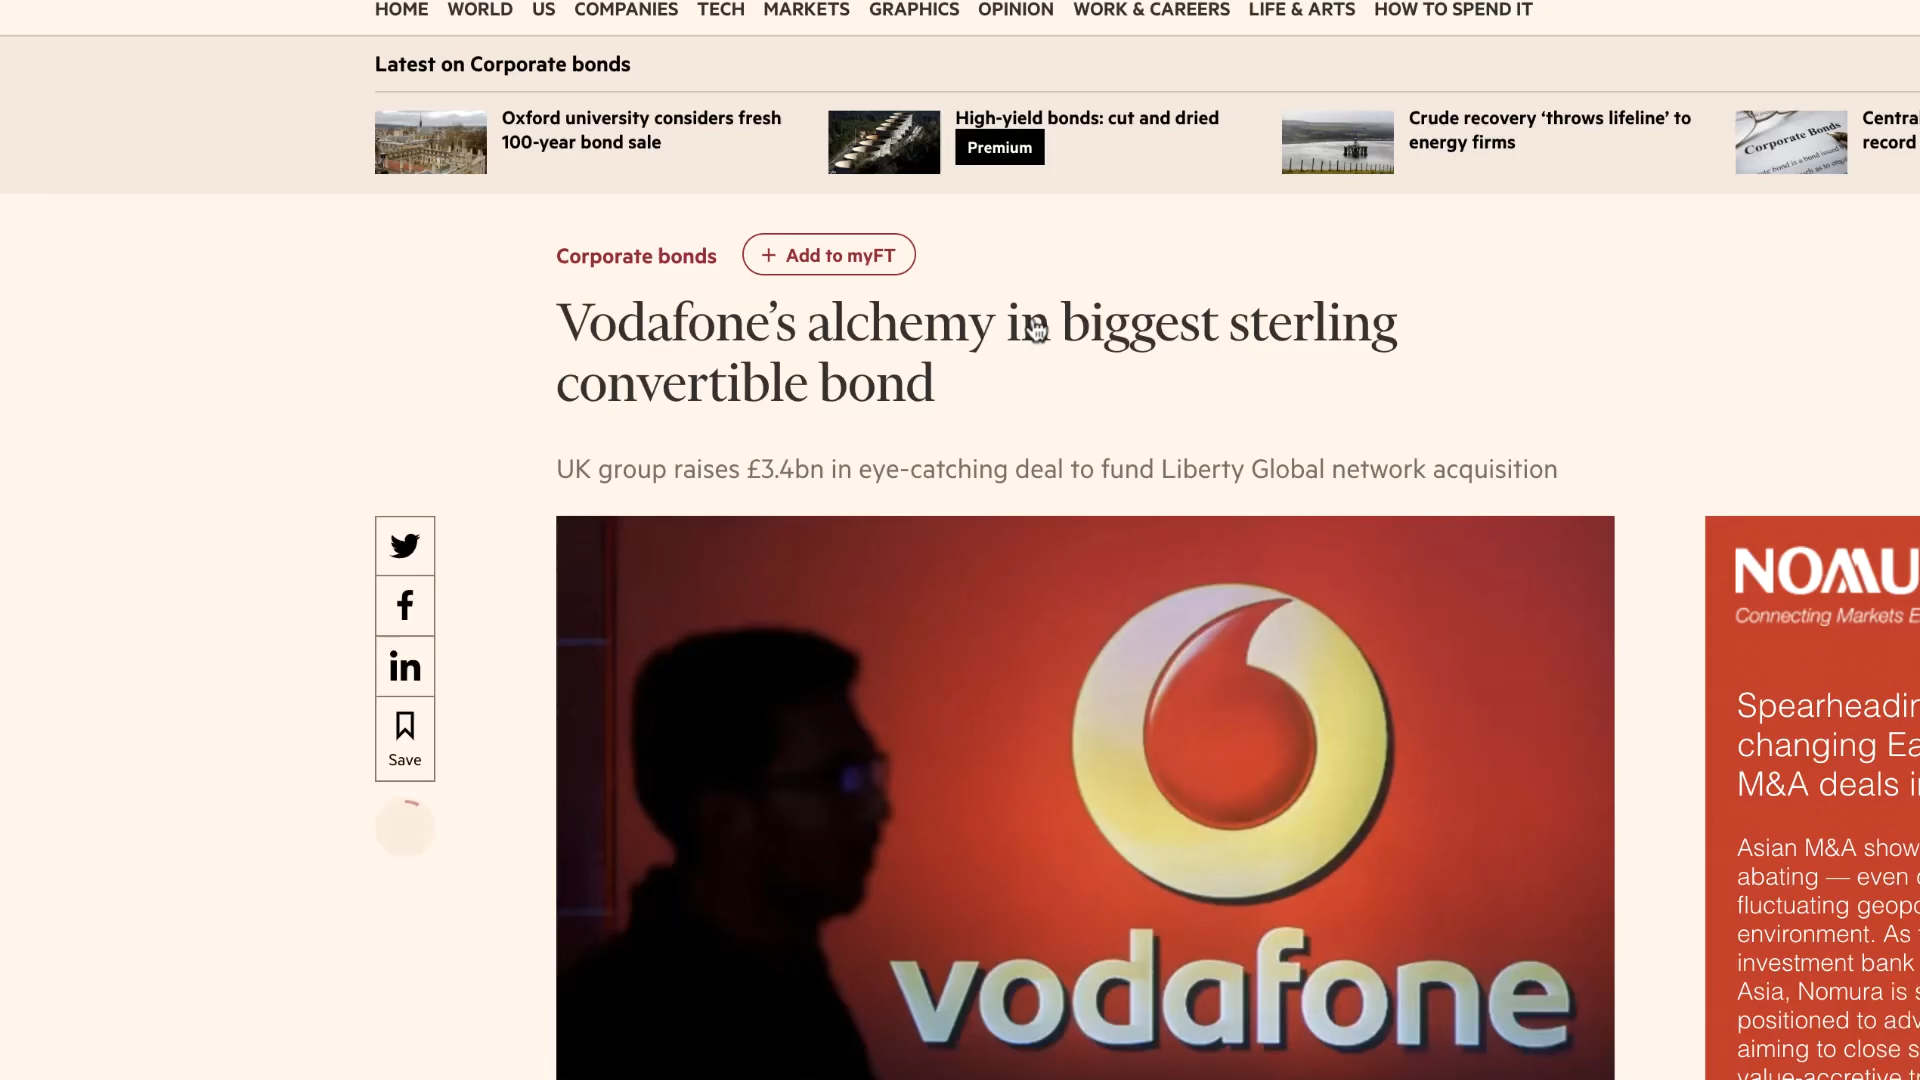 HOME WORLD US COMPANIES TECH MARKETS GRAPHICS OPINION WORK & CAREERS LIFE & ARTS HOW TO SPEND IT
Latest on Corporate bonds
Oxford university considers fresh
100-year bond sale
High-yield bonds: cut and dried
Premium
Crude recovery ‘throws lifeline’ to
energy firms
Corporate Bonds
Centra
record
Corporate bonds
+ Add to myFT
Vodafone’s alchemy in biggest sterling
convertible bond
UK group raises £3.4bn in eye-catching deal to fund Liberty Global network acquisition
Save
vodafone
NOMU
Connecting Markets E
Spearheadin
changing Ea
M&A deals i
Asian M&A show
abating — even
fluctuating geopo
environment. As
investment bank
Asia, Nomura is s
positioned to adv
aiming to close s
value-accretive